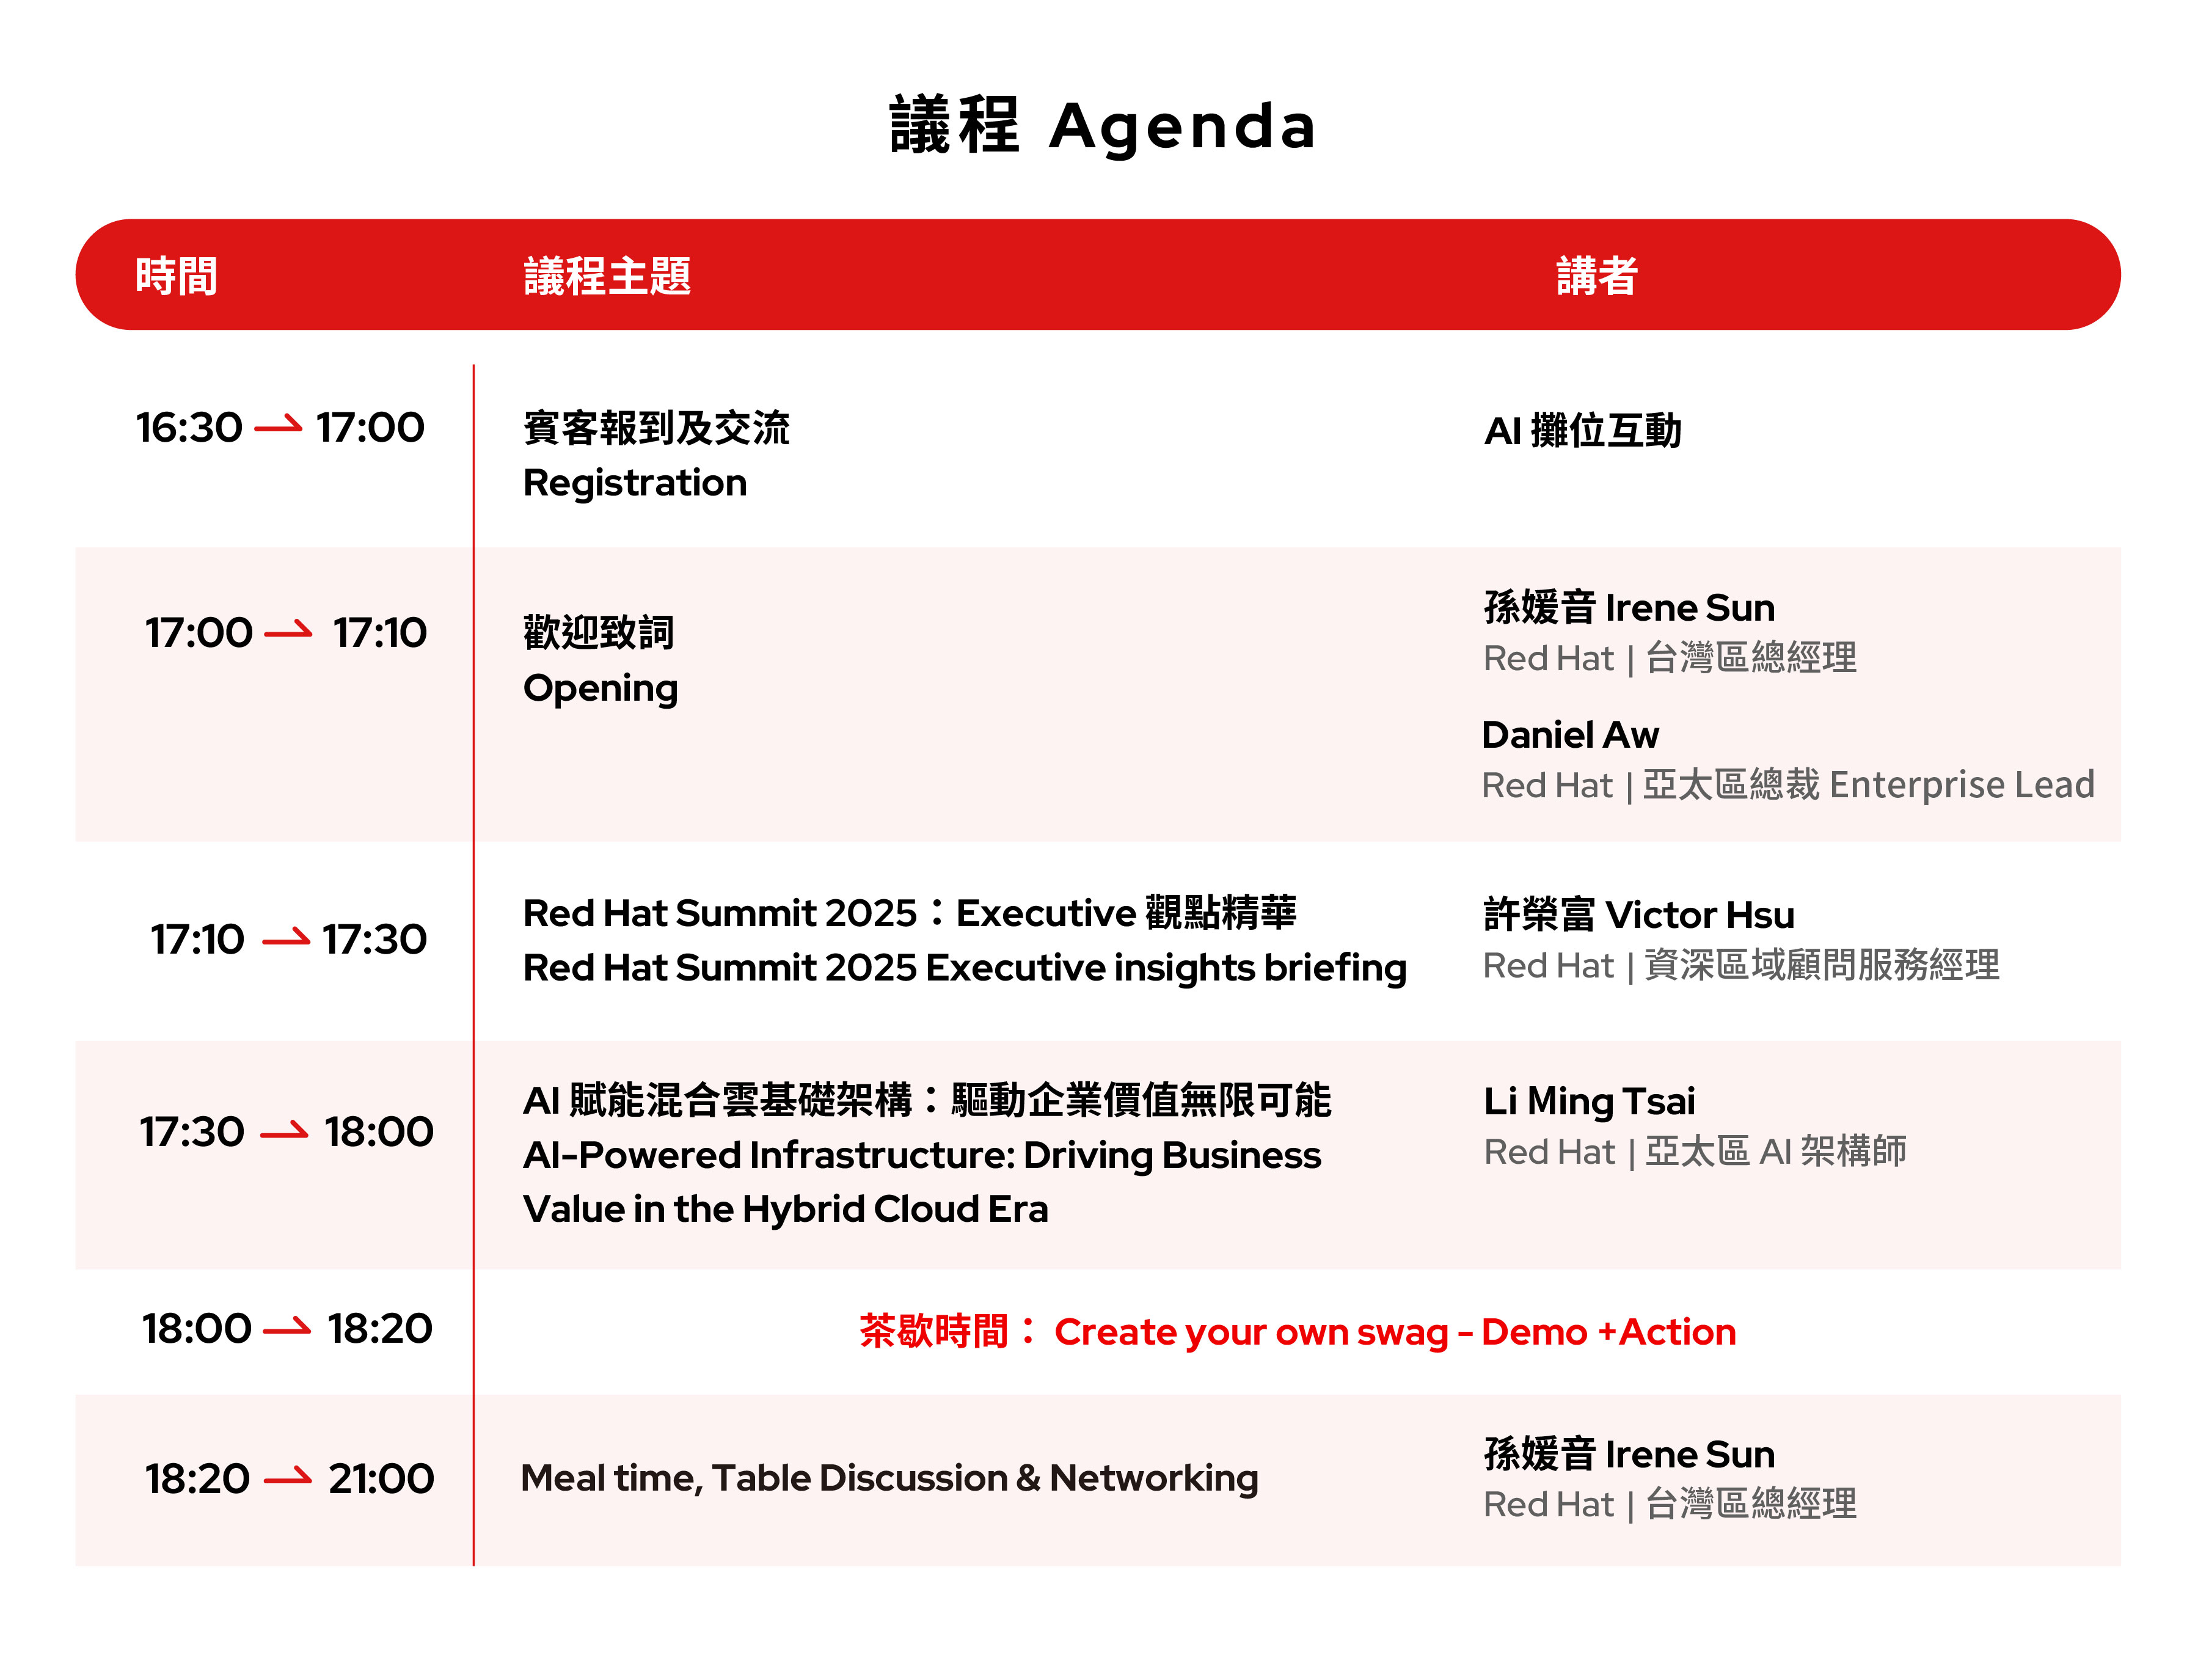 議程 Agenda
時間 議程主題 講者
16:30 17:00 賓客報到及交流 AI 攤位互動
Registration
17:00 17:10 歡迎致詞 孫媛音 Irene Sun
Opening Red Hat | 台灣區總經理
Daniel Aw
Red Hat | 亞太區總裁 Enterprise Lead
17:10 17:30 Red Hat Summit 2025：Executive 觀點精華 許榮富 Victor Hsu
Red Hat Summit 2025 Executive insights briefing Red Hat | 資深區域顧問服務經理
17:30 18:00 AI 賦能混合雲基礎架構：驅動企業價值無限可能 Li Ming Tsai
AI-Powered Infrastructure: Driving Business Red Hat | 亞太區 AI 架構師
Value in the Hybrid Cloud Era
18:00 18:20 茶歇時間： Create your own swag - Demo +Action
18:20 21:00 Meal time, Table Discussion & Networking 孫媛音 Irene Sun
Red Hat | 台灣區總經理